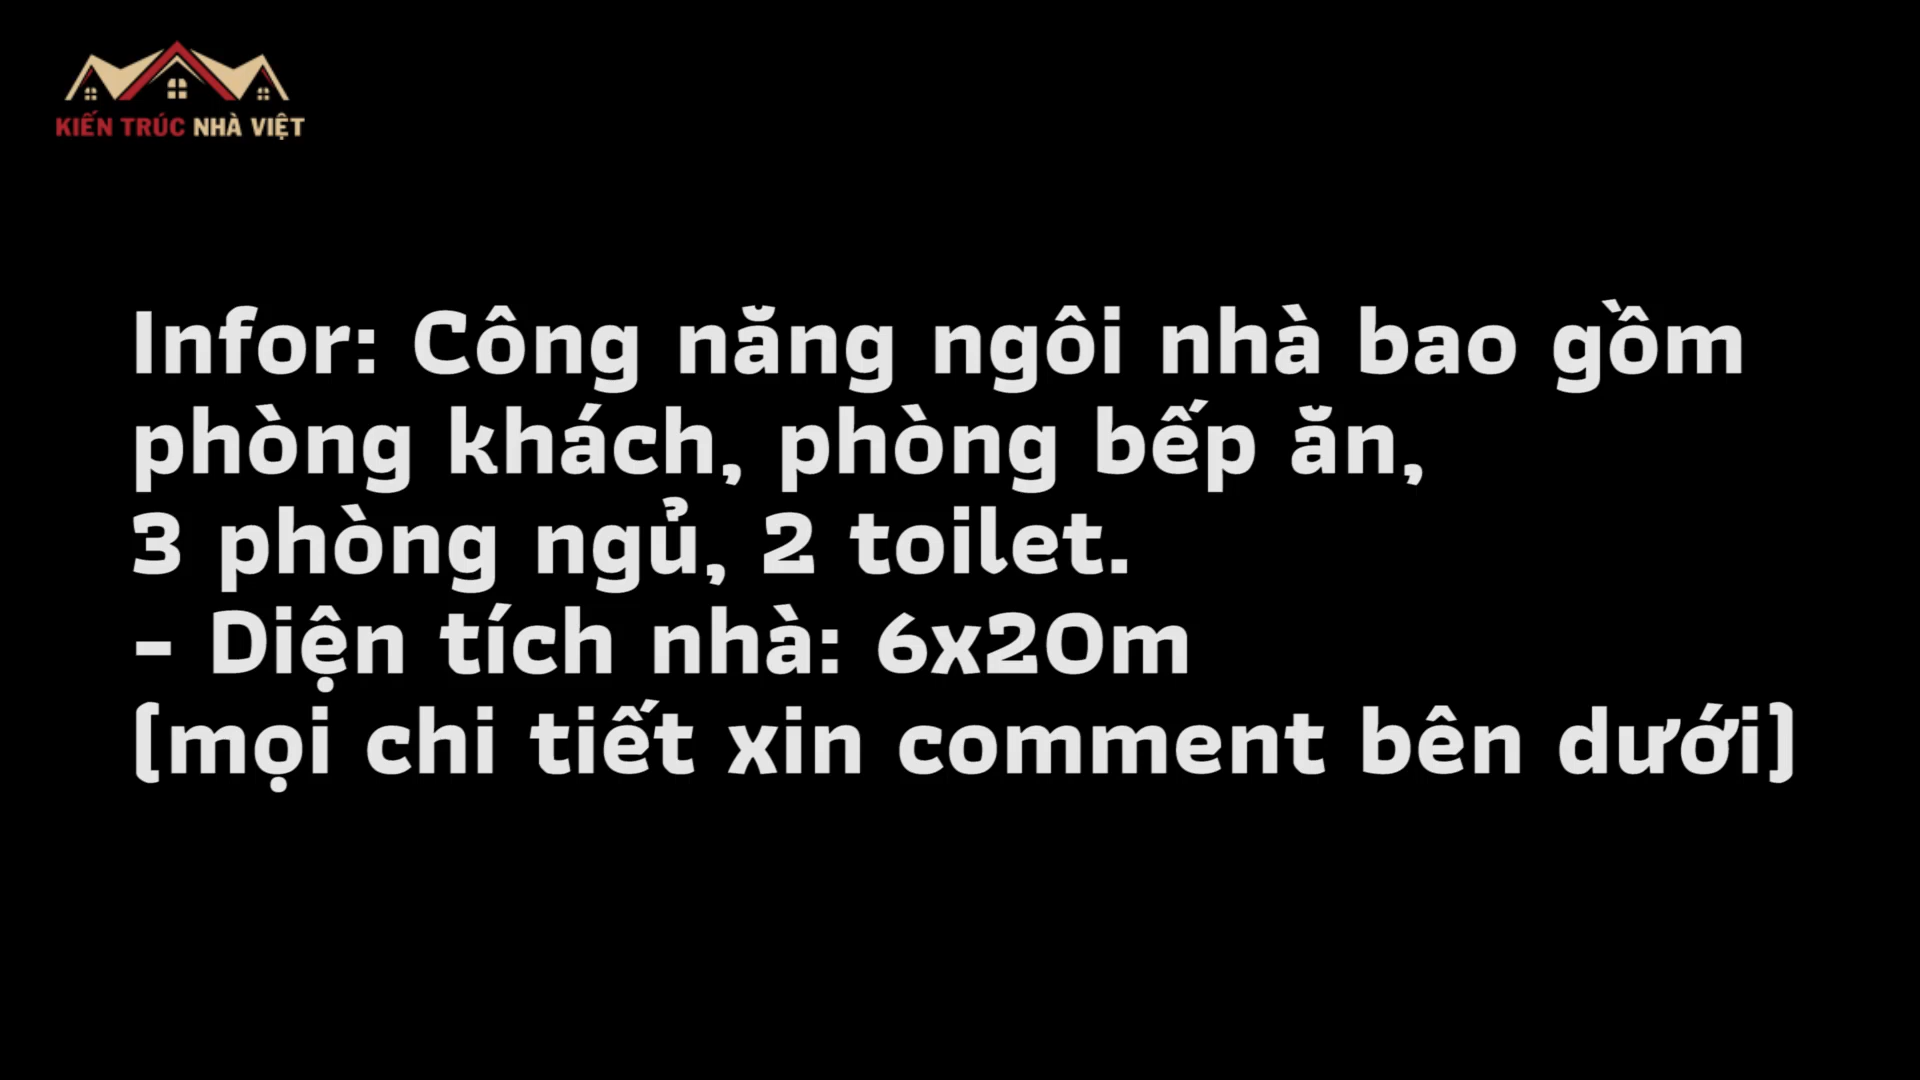 KIẾN TRÚC NHÀ VIỆT
Infor: Công năng ngôi nhà bao gồm
phòng khách, phòng bếp ăn,
3 phòng ngủ, 2 toilet.
- Diện tích nhà: 6x20m
(mọi chi tiết xin comment bên dưới)